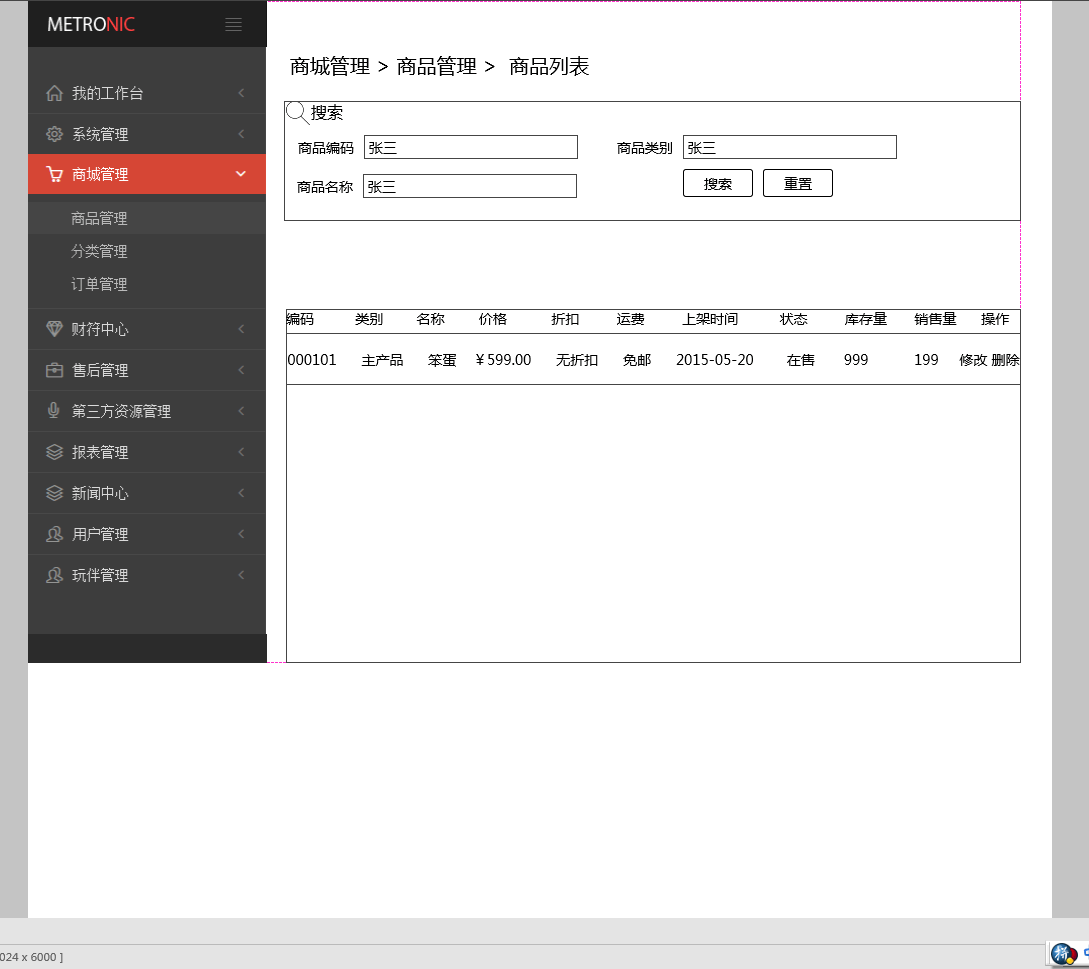 METRONIC
我的工作台
系统管理
商城管理
商品管理
分类管理
订单管理
财符中心
售后管理
第三方资源管理
报表管理
新闻中心
用户管理
玩伴管理
商城管理 > 商品管理 > 商品列表
搜索
商品编码 张三 商品类别 张三
商品名称 张三 搜索 重置
编码 类别 名称 价格 折扣 运费 上架时间 状态 库存量 销售量 操作
000101 主产品 笨蛋 ¥599.00 无折扣 免邮 2015-05-20 在售 999 199 修改 删除
024 x 6000 ]